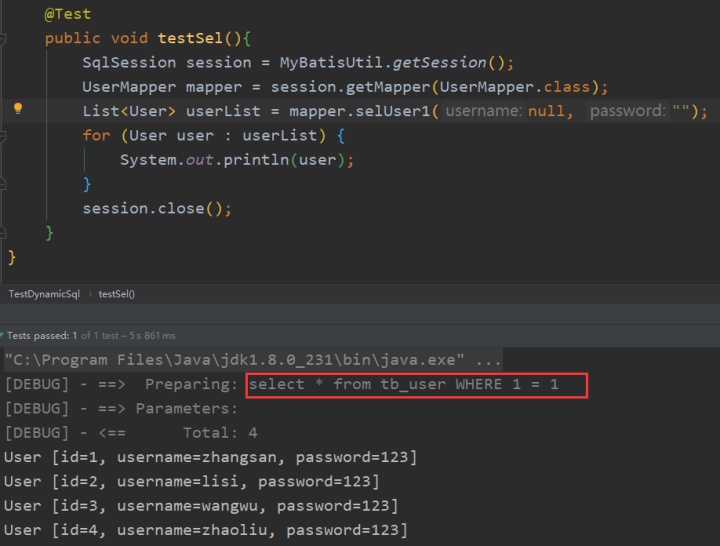 @Test
public void testSel(){
SqlSession session = MyBatisUtil.getSession();
UserMapper mapper = session.getMapper(UserMapper.class);
List<User> userList = mapper.selUser1( username: null, password: "");
for (User user : userList) {
System.out.println(user);
}
session.close();
}
}
TestDynamicSql > testSel()
Tests passed: 1 of 1 test – 5 s 861 ms
"C:\Program Files\Java\jdk1.8.0_231\bin\java.exe" ...
[DEBUG] - ==>  Preparing: select * from tb_user WHERE 1 = 1
[DEBUG] - ==> Parameters:
[DEBUG] - <==      Total: 4
User [id=1, username=zhangsan, password=123]
User [id=2, username=lisi, password=123]
User [id=3, username=wangwu, password=123]
User [id=4, username=zhaoliu, password=123]